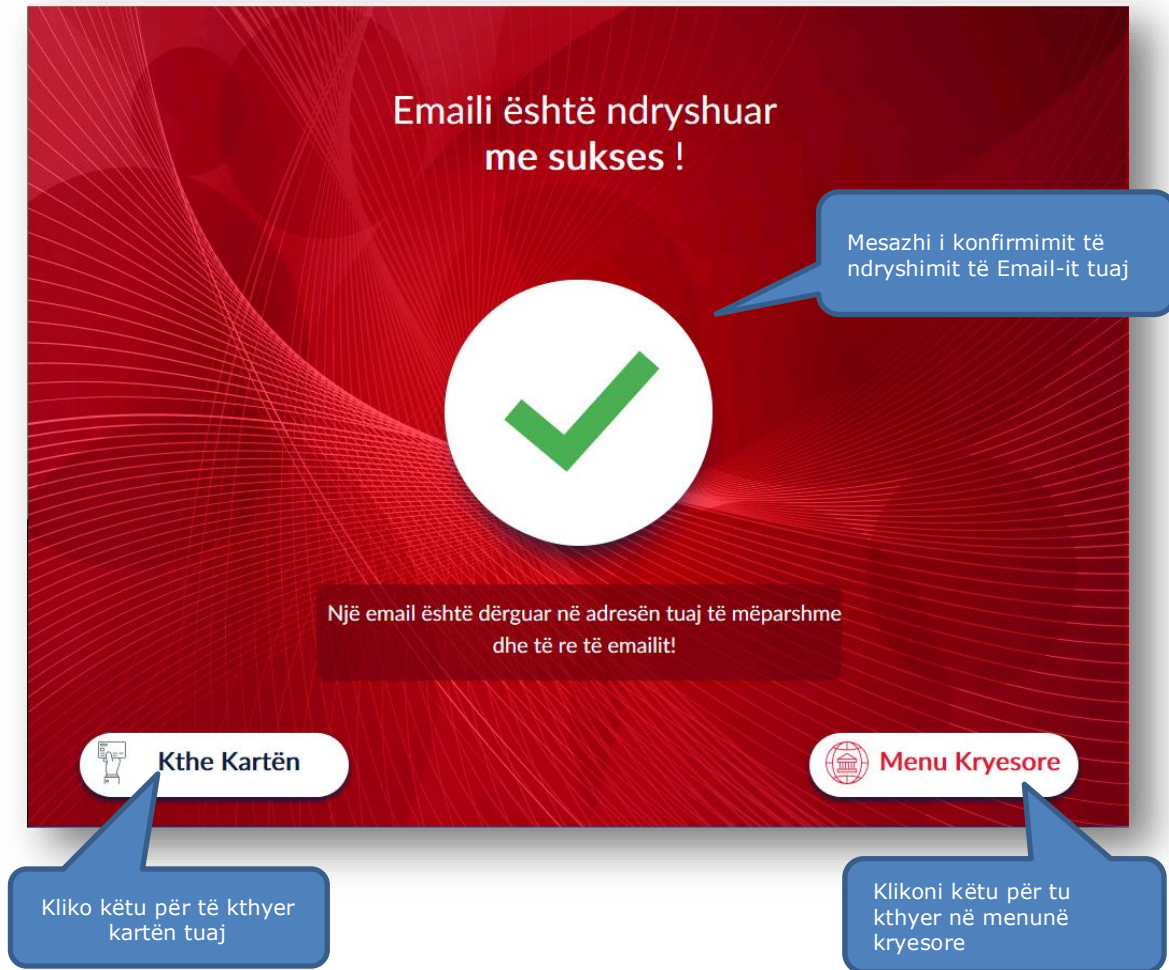 Emaili është ndryshuar
me sukses !
Mesazhi i konfirmimit të
ndryshimit të Email-it tuaj
Një email është dërguar në adresën tuaj të mëparshme
dhe të re të emailit!
Kthe Kartën
Menu Kryesore
Kliko këtu për të kthyer
kartën tuaj
Klikoni këtu për tu
kthyer në menunë
kryesore